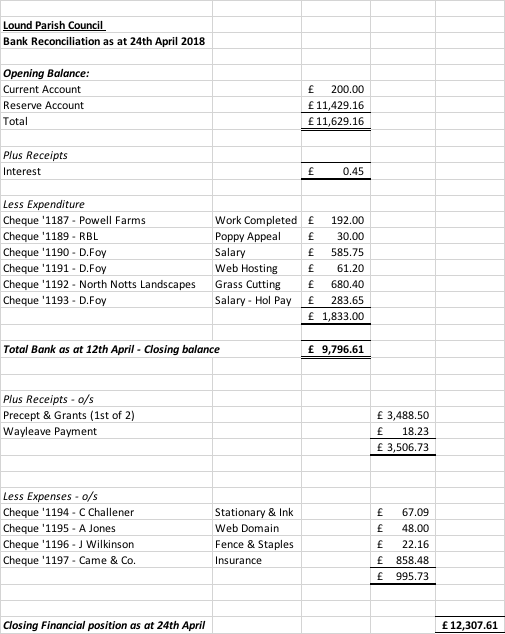 Lound Parish Council
Bank Reconciliation as at 24th April 2018
Opening Balance:
Current Account £ 200.00
Reserve Account £ 11,429.16
Total £ 11,629.16
Plus Receipts
Interest £ 0.45
Less Expenditure
Cheque '1187 - Powell Farms Work Completed £ 192.00
Cheque '1189 - RBL Poppy Appeal £ 30.00
Cheque '1190 - D.Foy Salary £ 585.75
Cheque '1191 - D.Foy Web Hosting £ 61.20
Cheque '1192 - North Notts Landscapes Grass Cutting £ 680.40
Cheque '1193 - D.Foy Salary - Hol Pay £ 283.65
£ 1,833.00
Total Bank as at 12th April - Closing balance £ 9,796.61
Plus Receipts - o/s
Precept & Grants (1st of 2) £ 3,488.50
Wayleave Payment £ 18.23
£ 3,506.73
Less Expenses - o/s
Cheque '1194 - C Challener Stationary & Ink £ 67.09
Cheque '1195 - A Jones Web Domain £ 48.00
Cheque '1196 - J Wilkinson Fence & Staples £ 22.16
Cheque '1197 - Came & Co. Insurance £ 858.48
£ 995.73
Closing Financial position as at 24th April £ 12,307.61